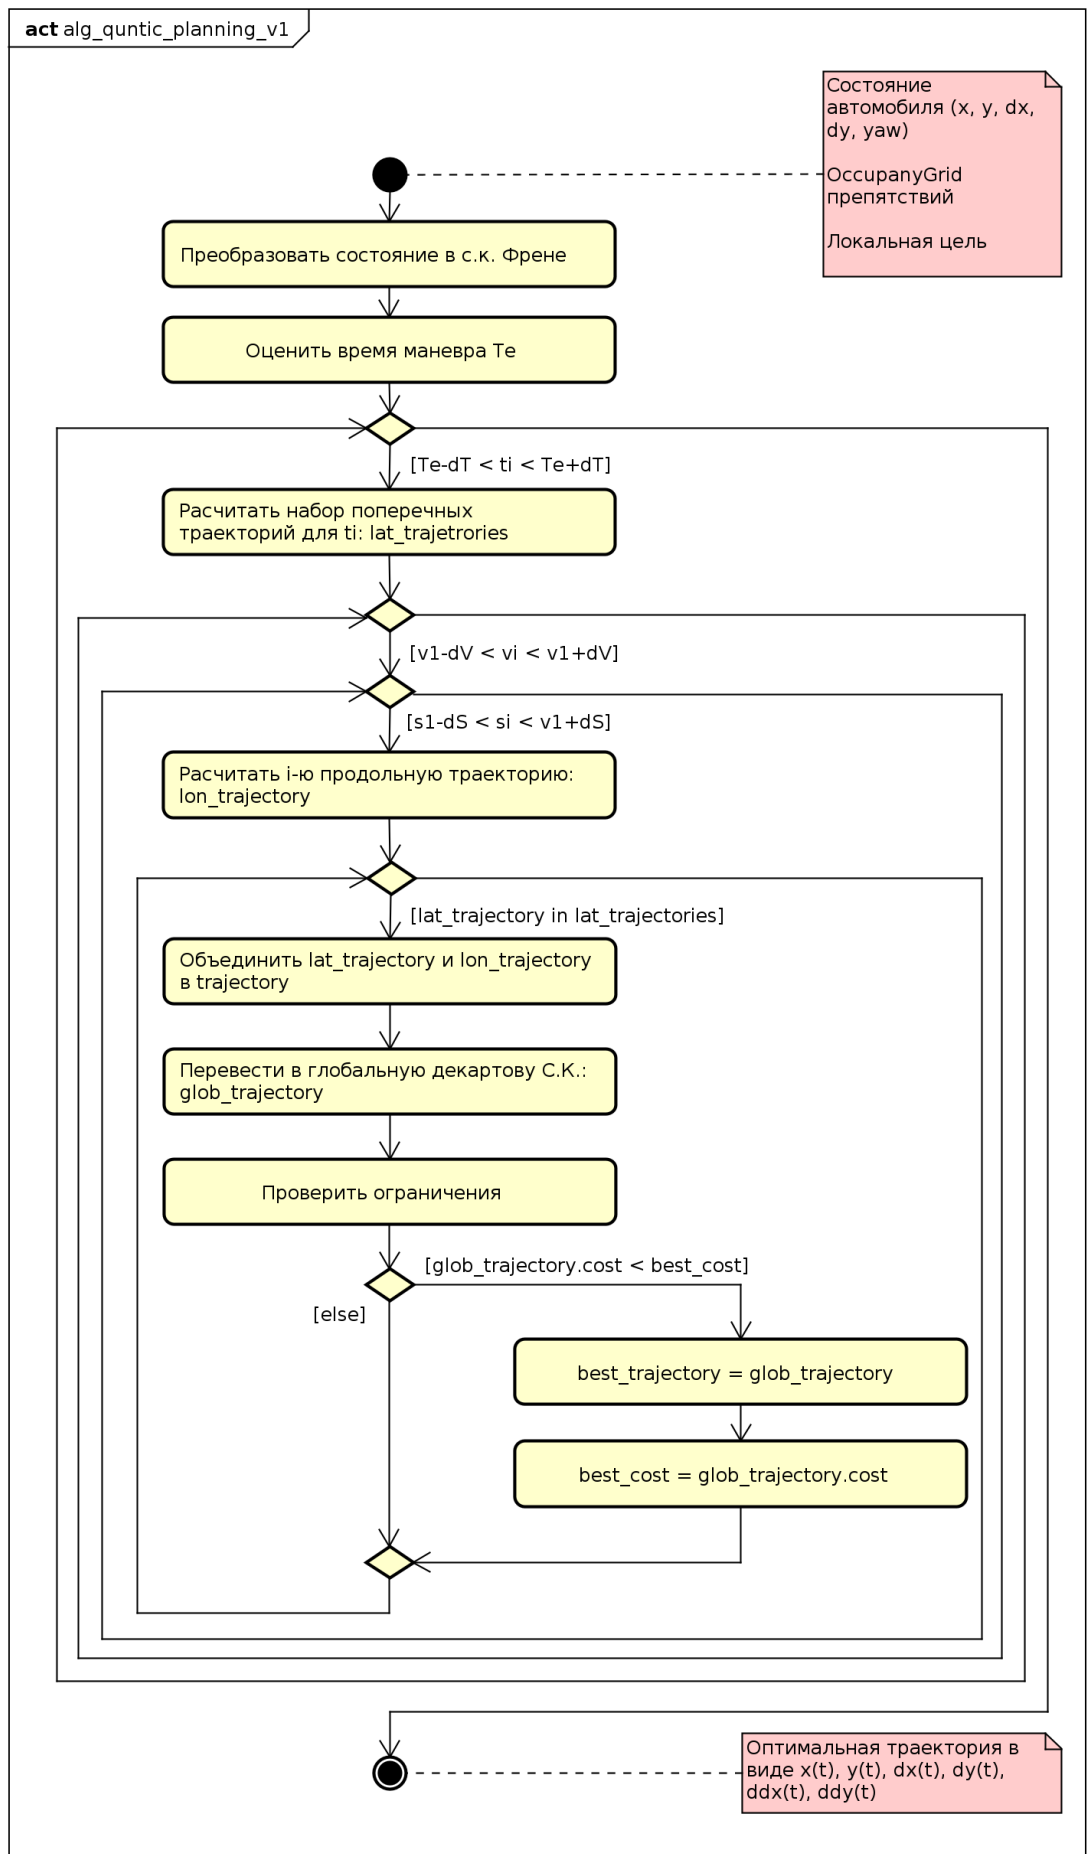 act alg_quntic_planning_v1
Состояние
автомобиля (x, y, dx,
dy, yaw)
OccupanyGrid
препятствий
Локальная цель
Преобразовать состояние в с.к. Френе
Оценить время маневра Te
[Te-dT < ti < Te+dT]
Расчитать набор поперечных
траекторий для ti: lat_trajetrories
[v1-dV < vi < v1+dV]
[s1-dS < si < v1+dS]
Расчитать i-ю продольную траекторию:
lon_trajectory
[lat_trajectory in lat_trajectories]
Объединить lat_trajectory и lon_trajectory
в trajectory
Перевести в глобальную декартову С.К.:
glob_trajectory
Проверить ограничения
[glob_trajectory.cost < best_cost]
[else]
best_trajectory = glob_trajectory
best_cost = glob_trajectory.cost
Оптимальная траектория в
виде x(t), y(t), dx(t), dy(t),
ddx(t), ddy(t)